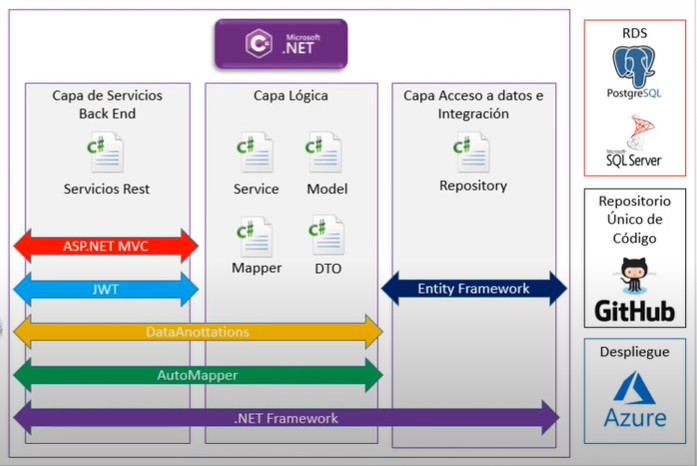 Microsoft
.NET
Capa de Servicios
Back End
C#
Servicios Rest
Capa Lógica
C#
Service
C#
Model
C#
Mapper
C#
DTO
Capa Acceso a datos e
Integración
C#
Repository
ASP.NET MVC
JWT
Entity Framework
DataAnottations
AutoMapper
.NET Framework
RDS
PostgreSQL
Microsoft
SQL Server
Repositorio
Único de
Código
GitHub
Despliegue
Azure